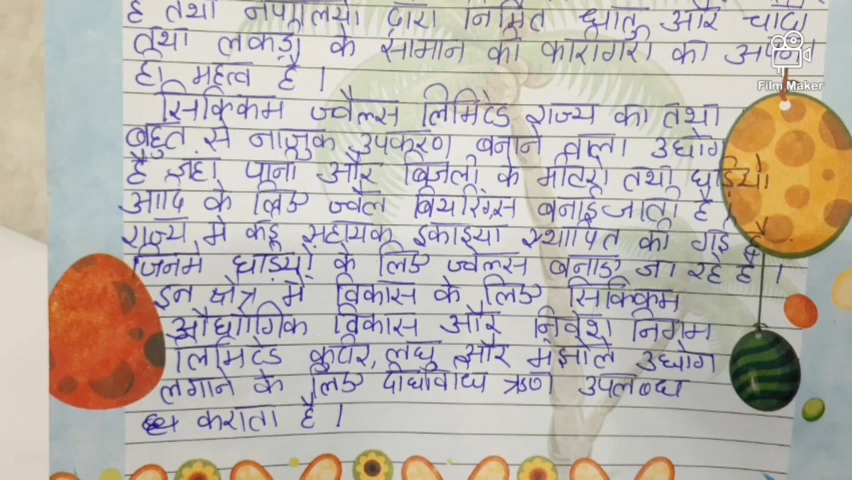 है तथा नेपालियो द्वारा निर्मित धातु और चांदी
तथा लकड़ी के सामान की कारीगरी का अपना
ही महत्व है ।
सिक्किम ज्वैल्स लिमिटेड राज्य का तथा
बहुत से नाजुक उपकरण बनाने वाला उद्योग
है जहां पानी और बिजली के मीटरो तथा घड़ियो
आदि के लिए ज्वैल बियरिंग्स बनाई जाती है
राज्य मे कई सहायक इकाइया स्थापित की गई है
जिनमे घड़ियों के लिए ज्वेलस बनाए जा रहे है ।
इन क्षेत्र मे विकास के लिए सिक्किम
औधोगिक विकास और निवेश निगम
लिमिटेड कुटीर, लघु और मंझोले उद्योग
लगाने के लिए दीर्घावधि ऋण उपलब्ध
कराता है ।
Film Maker